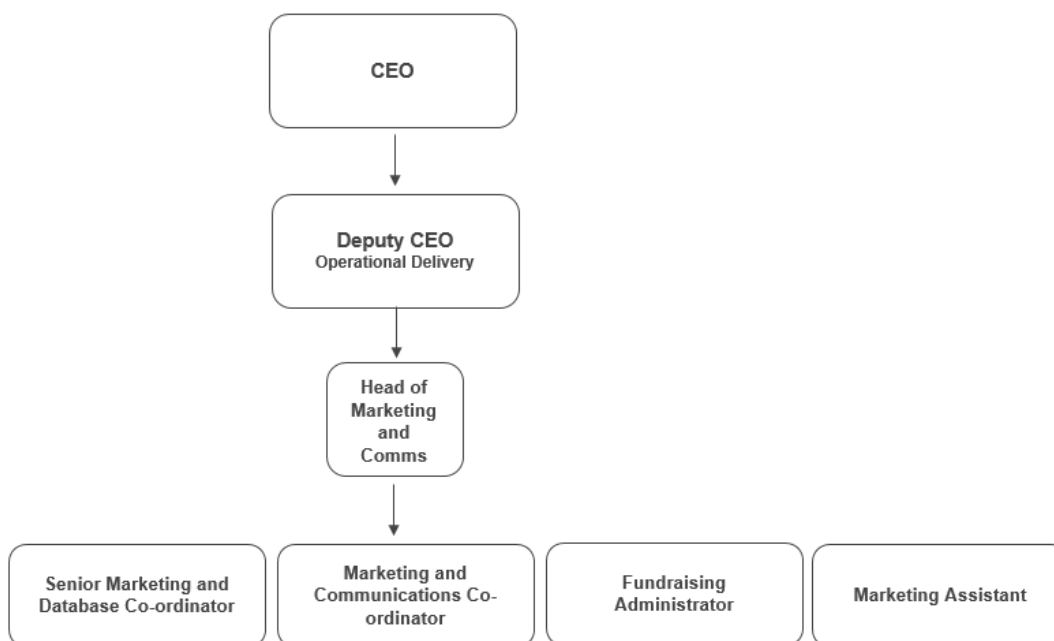 CEO
Deputy CEO
Operational Delivery
Head of
Marketing
and
Comms
Senior Marketing and
Database Co-ordinator
Marketing and
Communications Co-
ordinator
Fundraising
Administrator
Marketing Assistant